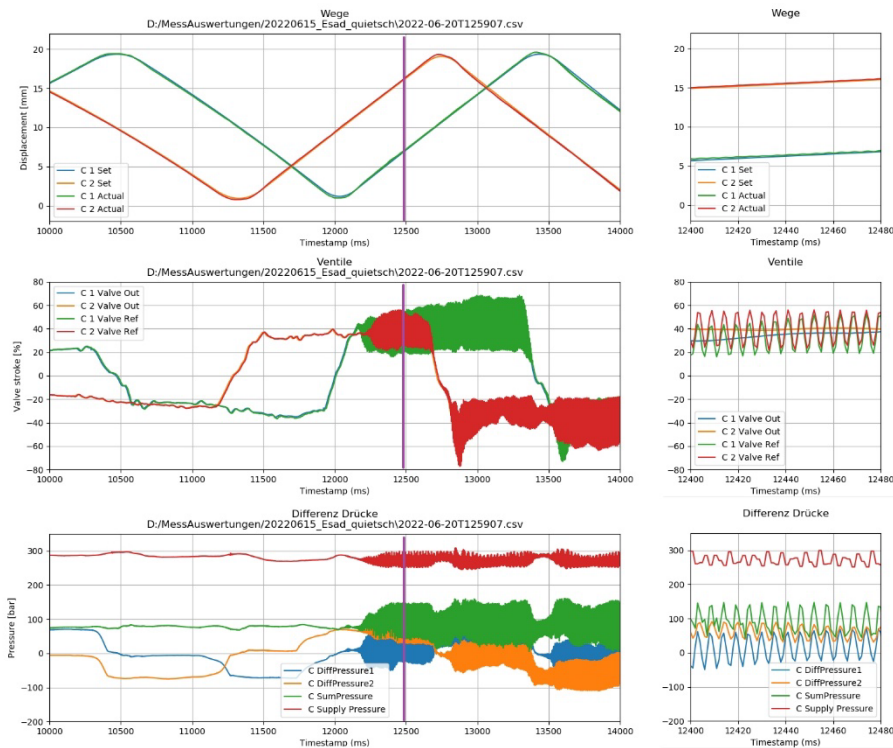 Wege
D:/MessAuswertungen/20220615_Esad_quietsch\2022-06-20T125907.csv
Displacement [mm]
20
15
10
5
0
C 1 Set
C 2 Set
C 1 Actual
C 2 Actual
10000 10500 11000 11500 12000 12500 13000 13500 14000
Timestamp (ms)
Wege
20
15
10
5
0
C 1 Set
C 2 Set
C 1 Actual
C 2 Actual
12400 12420 12440 12460 12480
Timestamp (ms)
Ventile
D:/MessAuswertungen/20220615_Esad_quietsch\2022-06-20T125907.csv
Valve stroke [%]
80
60
40
20
0
−20
−40
−60
−80
C 1 Valve Out
C 2 Valve Out
C 1 Valve Ref
C 2 Valve Ref
10000 10500 11000 11500 12000 12500 13000 13500 14000
Timestamp (ms)
Ventile
80
60
40
20
0
−20
−40
−60
−80
C 1 Valve Out
C 2 Valve Out
C 1 Valve Ref
C 2 Valve Ref
12400 12420 12440 12460 12480
Timestamp (ms)
Differenz Drücke
D:/MessAuswertungen/20220615_Esad_quietsch\2022-06-20T125907.csv
Pressure [bar]
300
200
100
0
−100
−200
C DiffPressure1
C DiffPressure2
C SumPressure
C Supply Pressure
10000 10500 11000 11500 12000 12500 13000 13500 14000
Timestamp (ms)
Differenz Drücke
300
200
100
0
−100
−200
C DiffPressure1
C DiffPressure2
C SumPressure
C Supply Pressure
12400 12420 12440 12460 12480
Timestamp (ms)